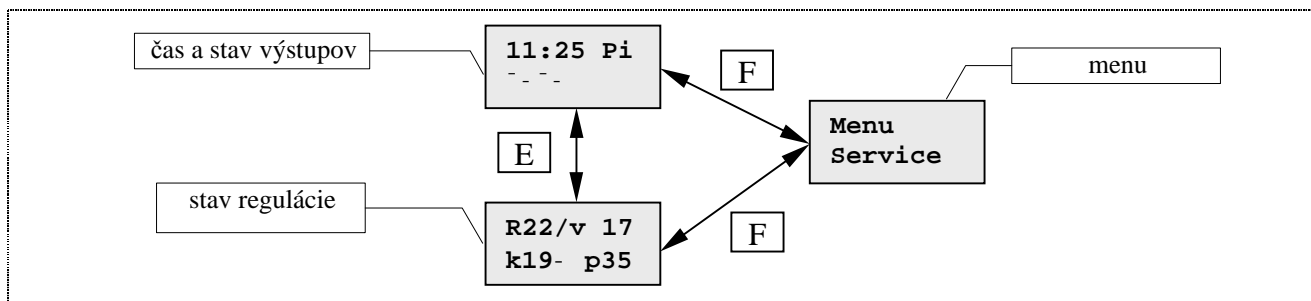 čas a stav výstupov
11:25 Pi
-_-_
F
menu
Menu
Service
E
stav regulácie
R22/v 17
k19- p35
F